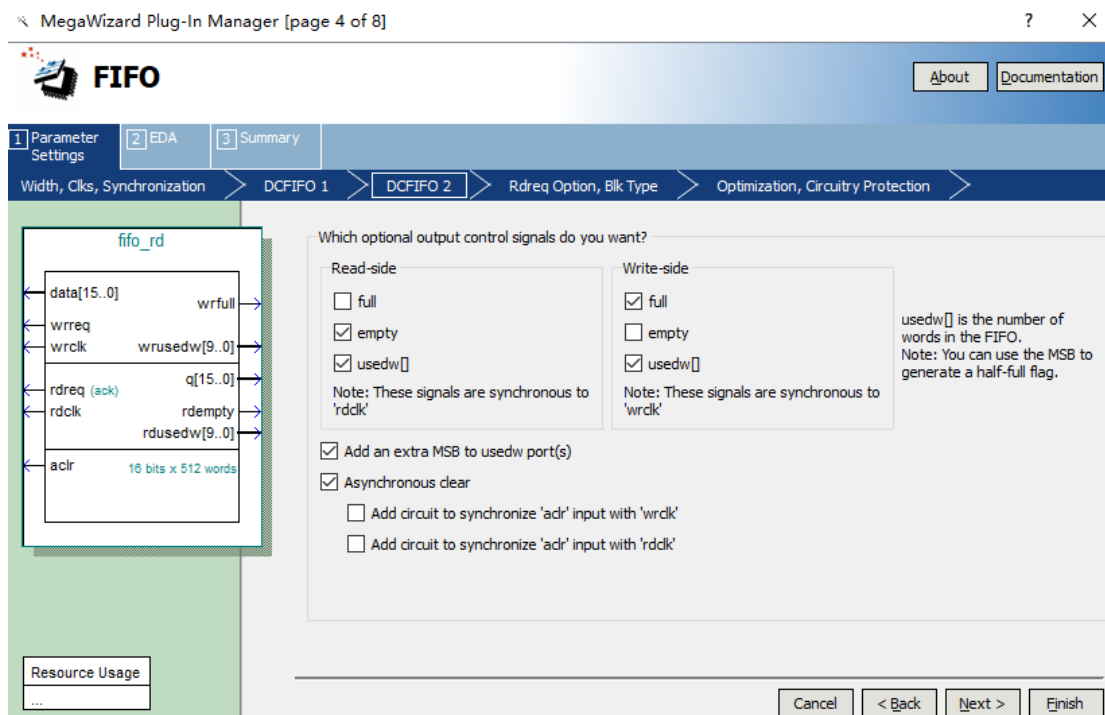 MegaWizard Plug-In Manager [page 4 of 8]
?
FIFO
About
Documentation
1 Parameter Settings
2 EDA
3 Summary
Width, Clks, Synchronization
DCFIFO 1
DCFIFO 2
Rdreq Option, Blk Type
Optimization, Circuitry Protection
fifo_rd
data[15..0]
wrfull
wrreq
wrclk
wrusedw[9..0]
q[15..0]
rdreq (ack)
rdclk
rdempty
rdusedw[9..0]
aclr
16 bits x 512 words
Which optional output control signals do you want?
Read-side
full
empty
usedw[]
Note: These signals are synchronous to
'rdclk'
Write-side
full
empty
usedw[]
Note: These signals are synchronous to
'wrclk'
usedw[] is the number of
words in the FIFO.
Note: You can use the MSB to
generate a half-full flag.
Add an extra MSB to usedw port(s)
Asynchronous clear
Add circuit to synchronize 'aclr' input with 'wrclk'
Add circuit to synchronize 'aclr' input with 'rdclk'
Resource Usage
...
Cancel
< Back
Next >
Finish